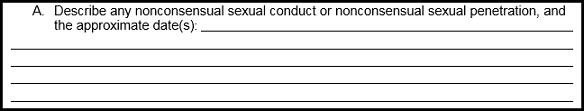 A. Describe any nonconsensual sexual conduct or nonconsensual sexual penetration, and
the approximate date(s):